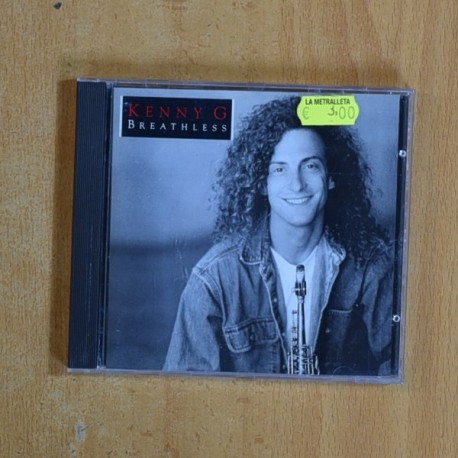 KENNY G
BREATHLESS
LA METRALLETA
€ 3,00